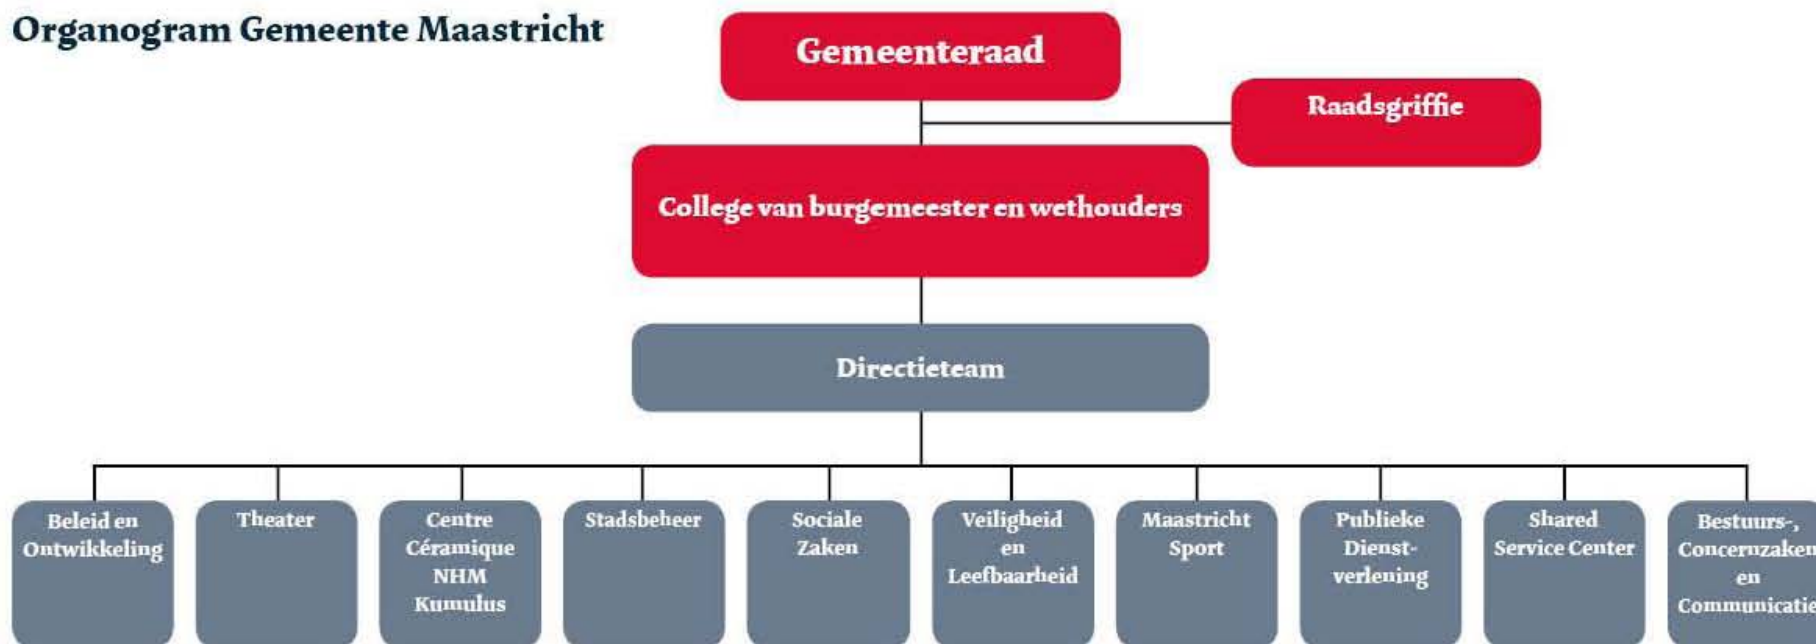 Organogram Gemeente Maastricht
Gemeenteraad
Raadsgriffie
College van burgemeester en wethouders
Directieteam
Beleid en
Ontwikkeling
Theater
Centre
Céramique
NHM
Kumulus
Stadsbeheer
Sociale
Zaken
Veiligheid
en
Leefbaarheid
Maastricht
Sport
Publieke
Dienst-
verlening
Shared
Service Center
Bestuurs-,
Concernzaken
en
Communicatie